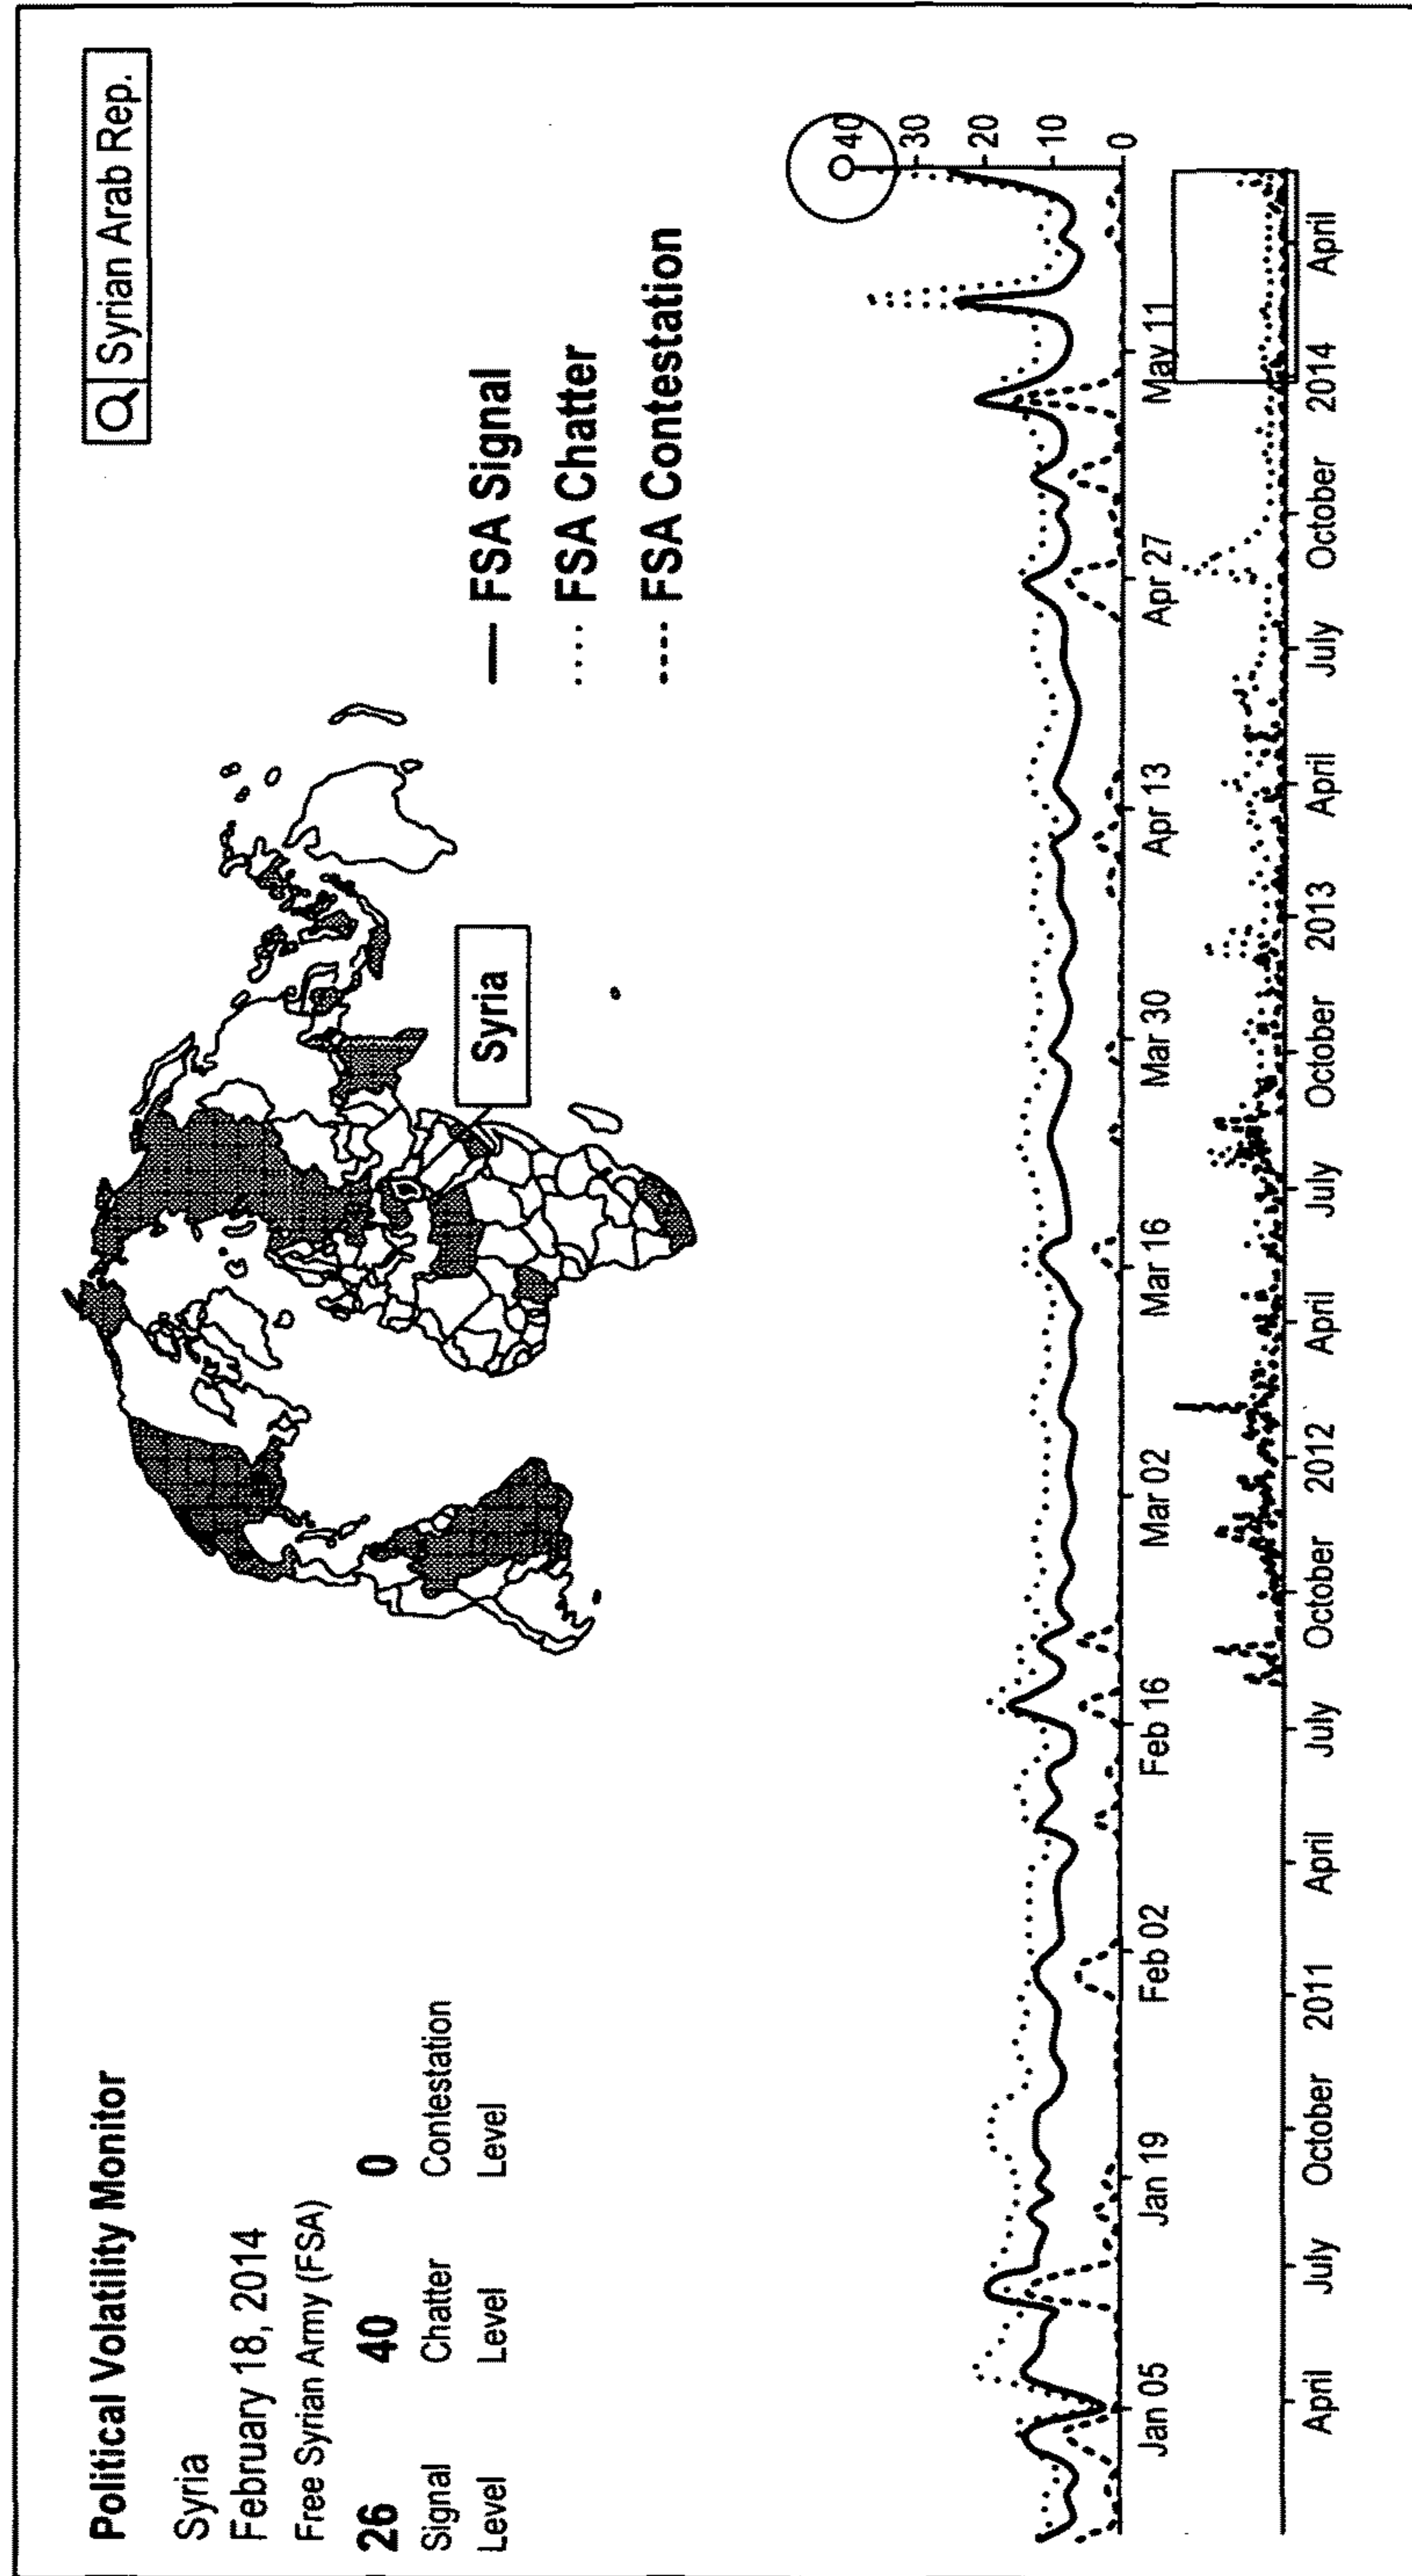 Political Volatility Monitor
Syrian Arab Rep.
Syria
February 18, 2014
Free Syrian Army (FSA)
26 40 0
Signal Chatter Contestation
Level Level Level
Syria
FSA Signal
FSA Chatter
FSA Contestation
40
30
20
10
0
Jan 05 Jan 19 Feb 02 Feb 16 Mar 02 Mar 16 Mar 30 Apr 13 Apr 27 May 11
April July October 2011 April July October 2012 April July October 2013 April July October 2014 April